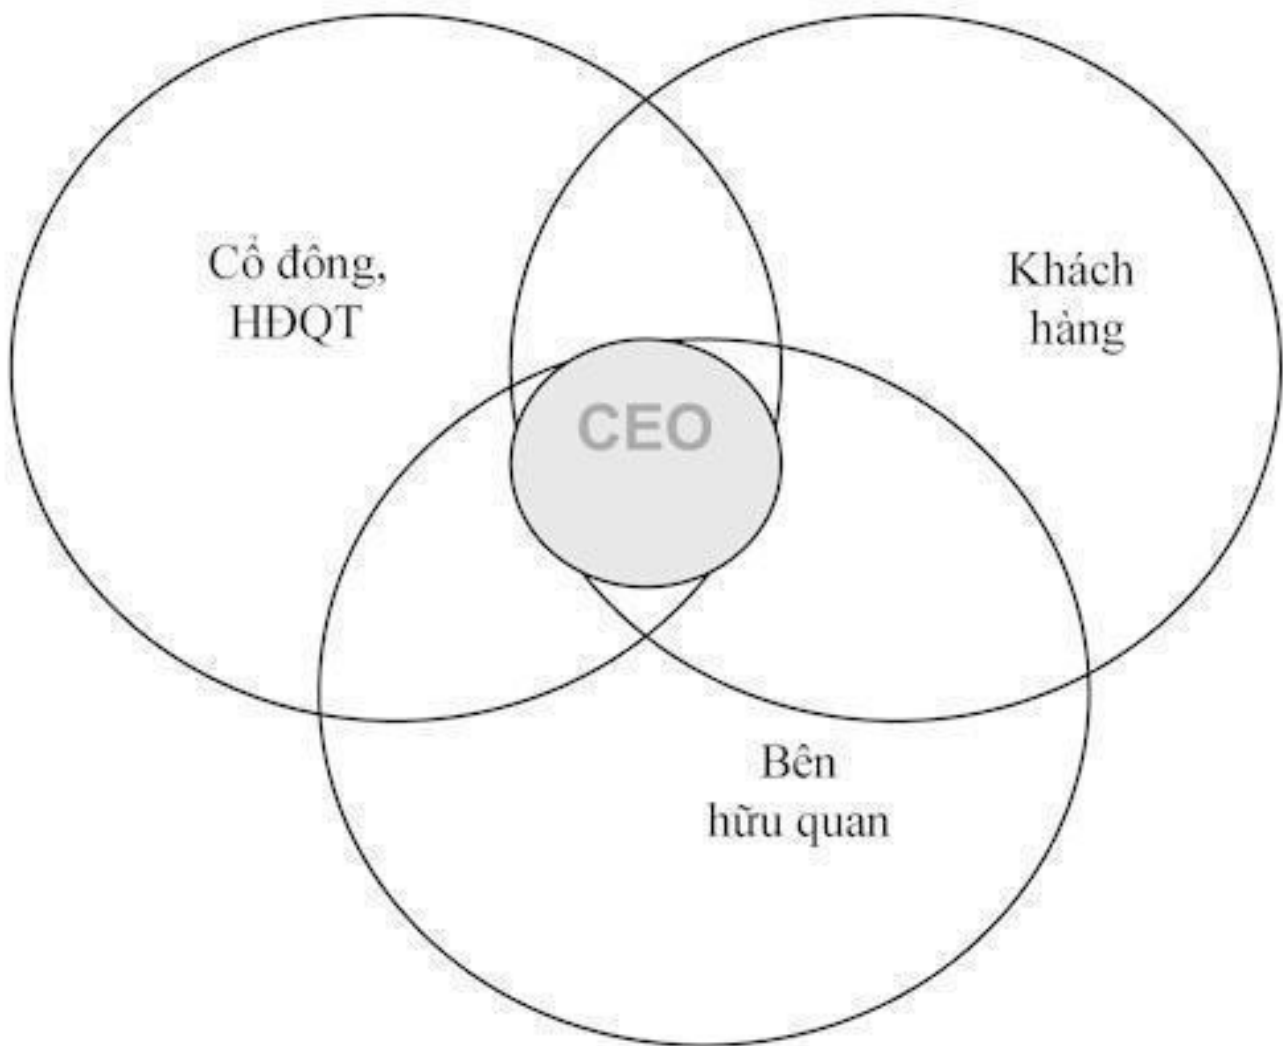 Cổ đông,
HĐQT
Khách
hàng
CEO
Bên
hữu quan